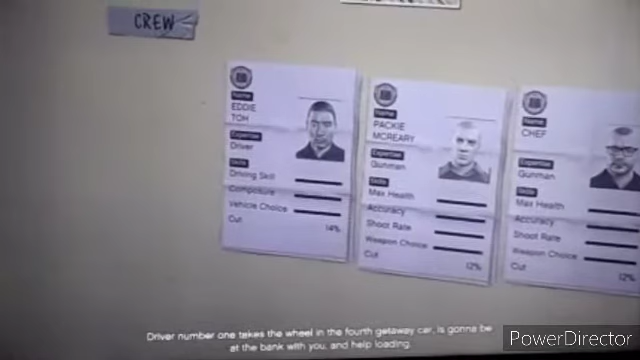 CREW
Name
EDDIE
TOH
Expertise
Driver
Skills
Driving Skill
Composure
Vehicle Choice
Cut
14%
Name
PACKIE
MCREARY
Expertise
Gunman
Skills
Max Health
Accuracy
Shoot Rate
Weapon Choice
Cut
12%
Name
CHEF
Expertise
Gunman
Skills
Max Health
Accuracy
Shoot Rate
Weapon Choice
Cut
12%
Driver number one takes the wheel in the fourth getaway car, is gonna be
at the bank with you, and help loading.
PowerDirector